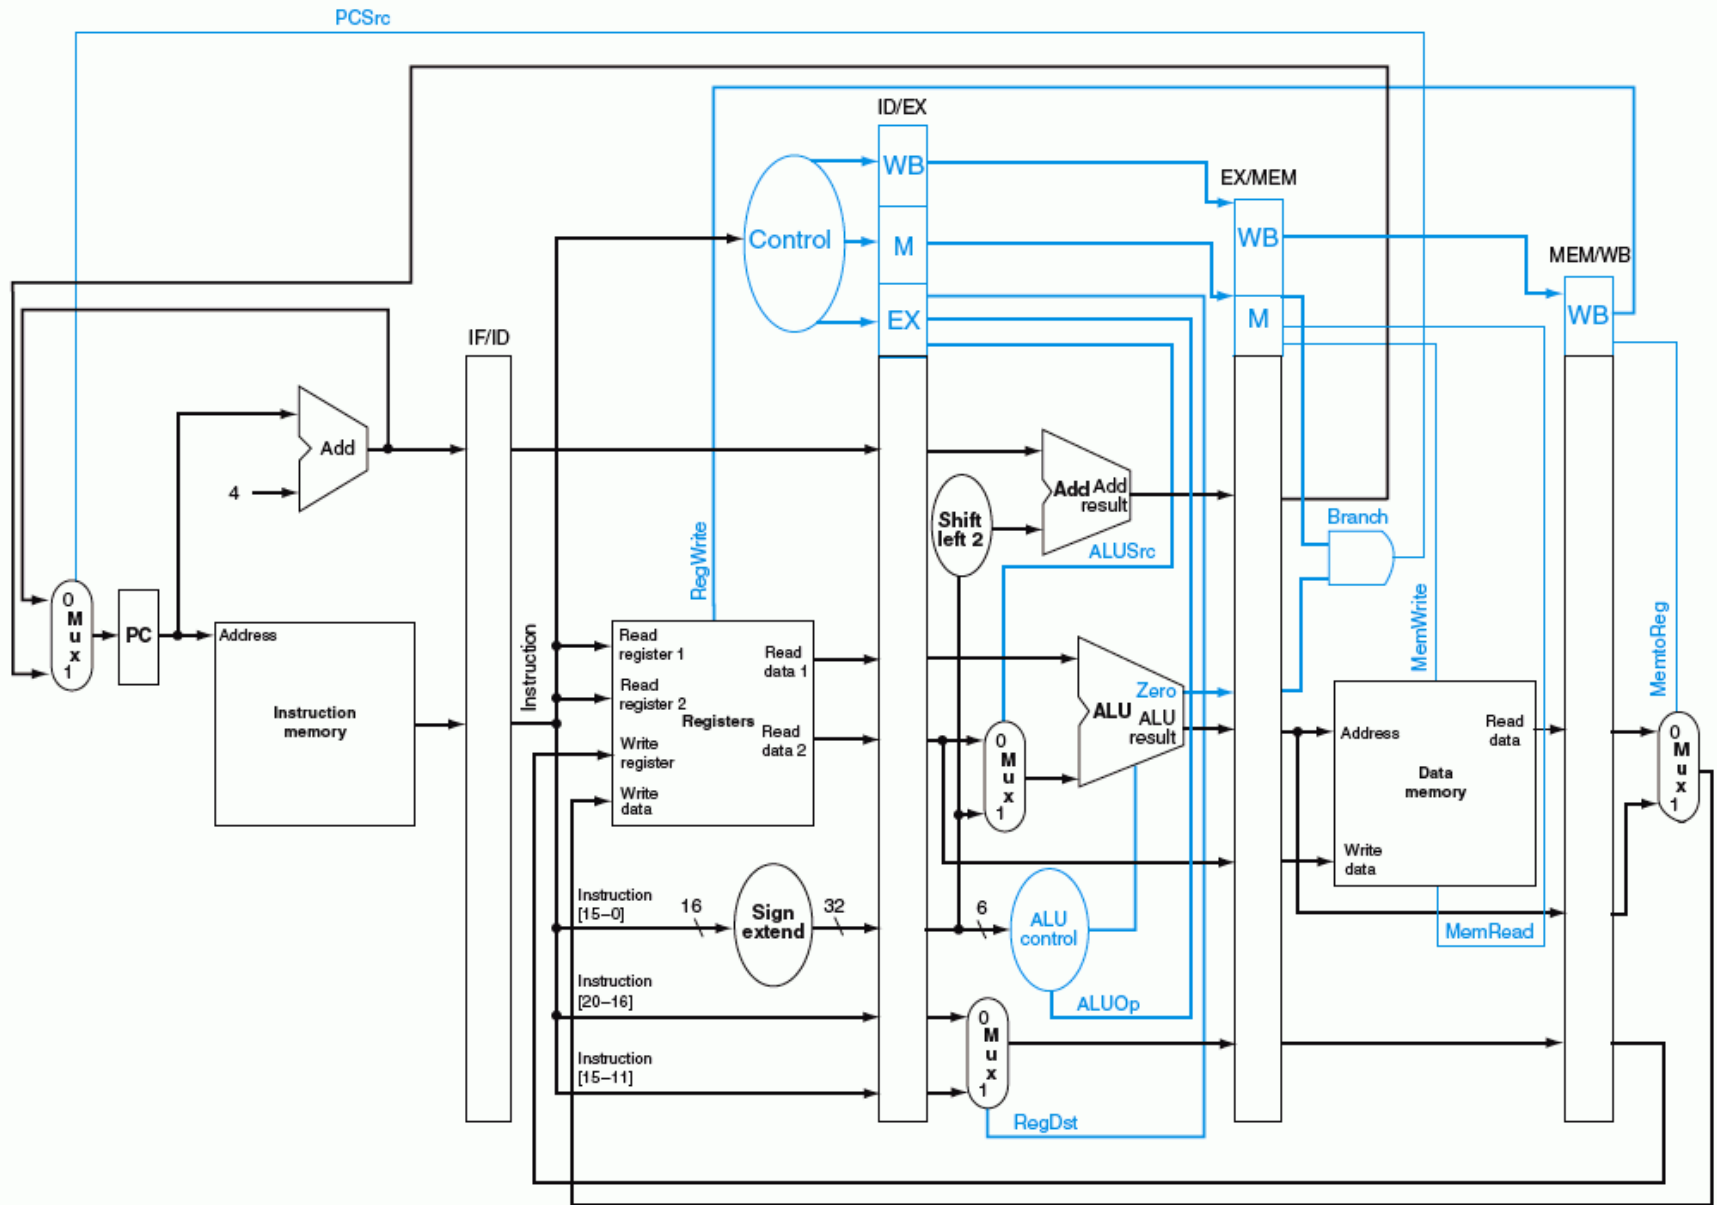 PCSrc
ID/EX
WB
EX/MEM
Control
M
WB
MEM/WB
EX
M
WB
IF/ID
Add
4
Add
Add
result
Shift
left 2
Branch
ALUSrc
RegWrite
MemWrite
MemtoReg
0
M
u
x
1
PC
Address
Instruction
memory
Instruction
Read
register 1
Read
register 2
Write
register
Write
data
Registers
Read
data 1
Read
data 2
0
M
u
x
1
Zero
ALU
ALU
result
Address
Read
data
Data
memory
Write
data
0
M
u
x
1
Instruction
[15–0]
16
Sign
extend
32
6
ALU
control
MemRead
Instruction
[20–16]
ALUOp
0
M
u
x
1
Instruction
[15–11]
RegDst